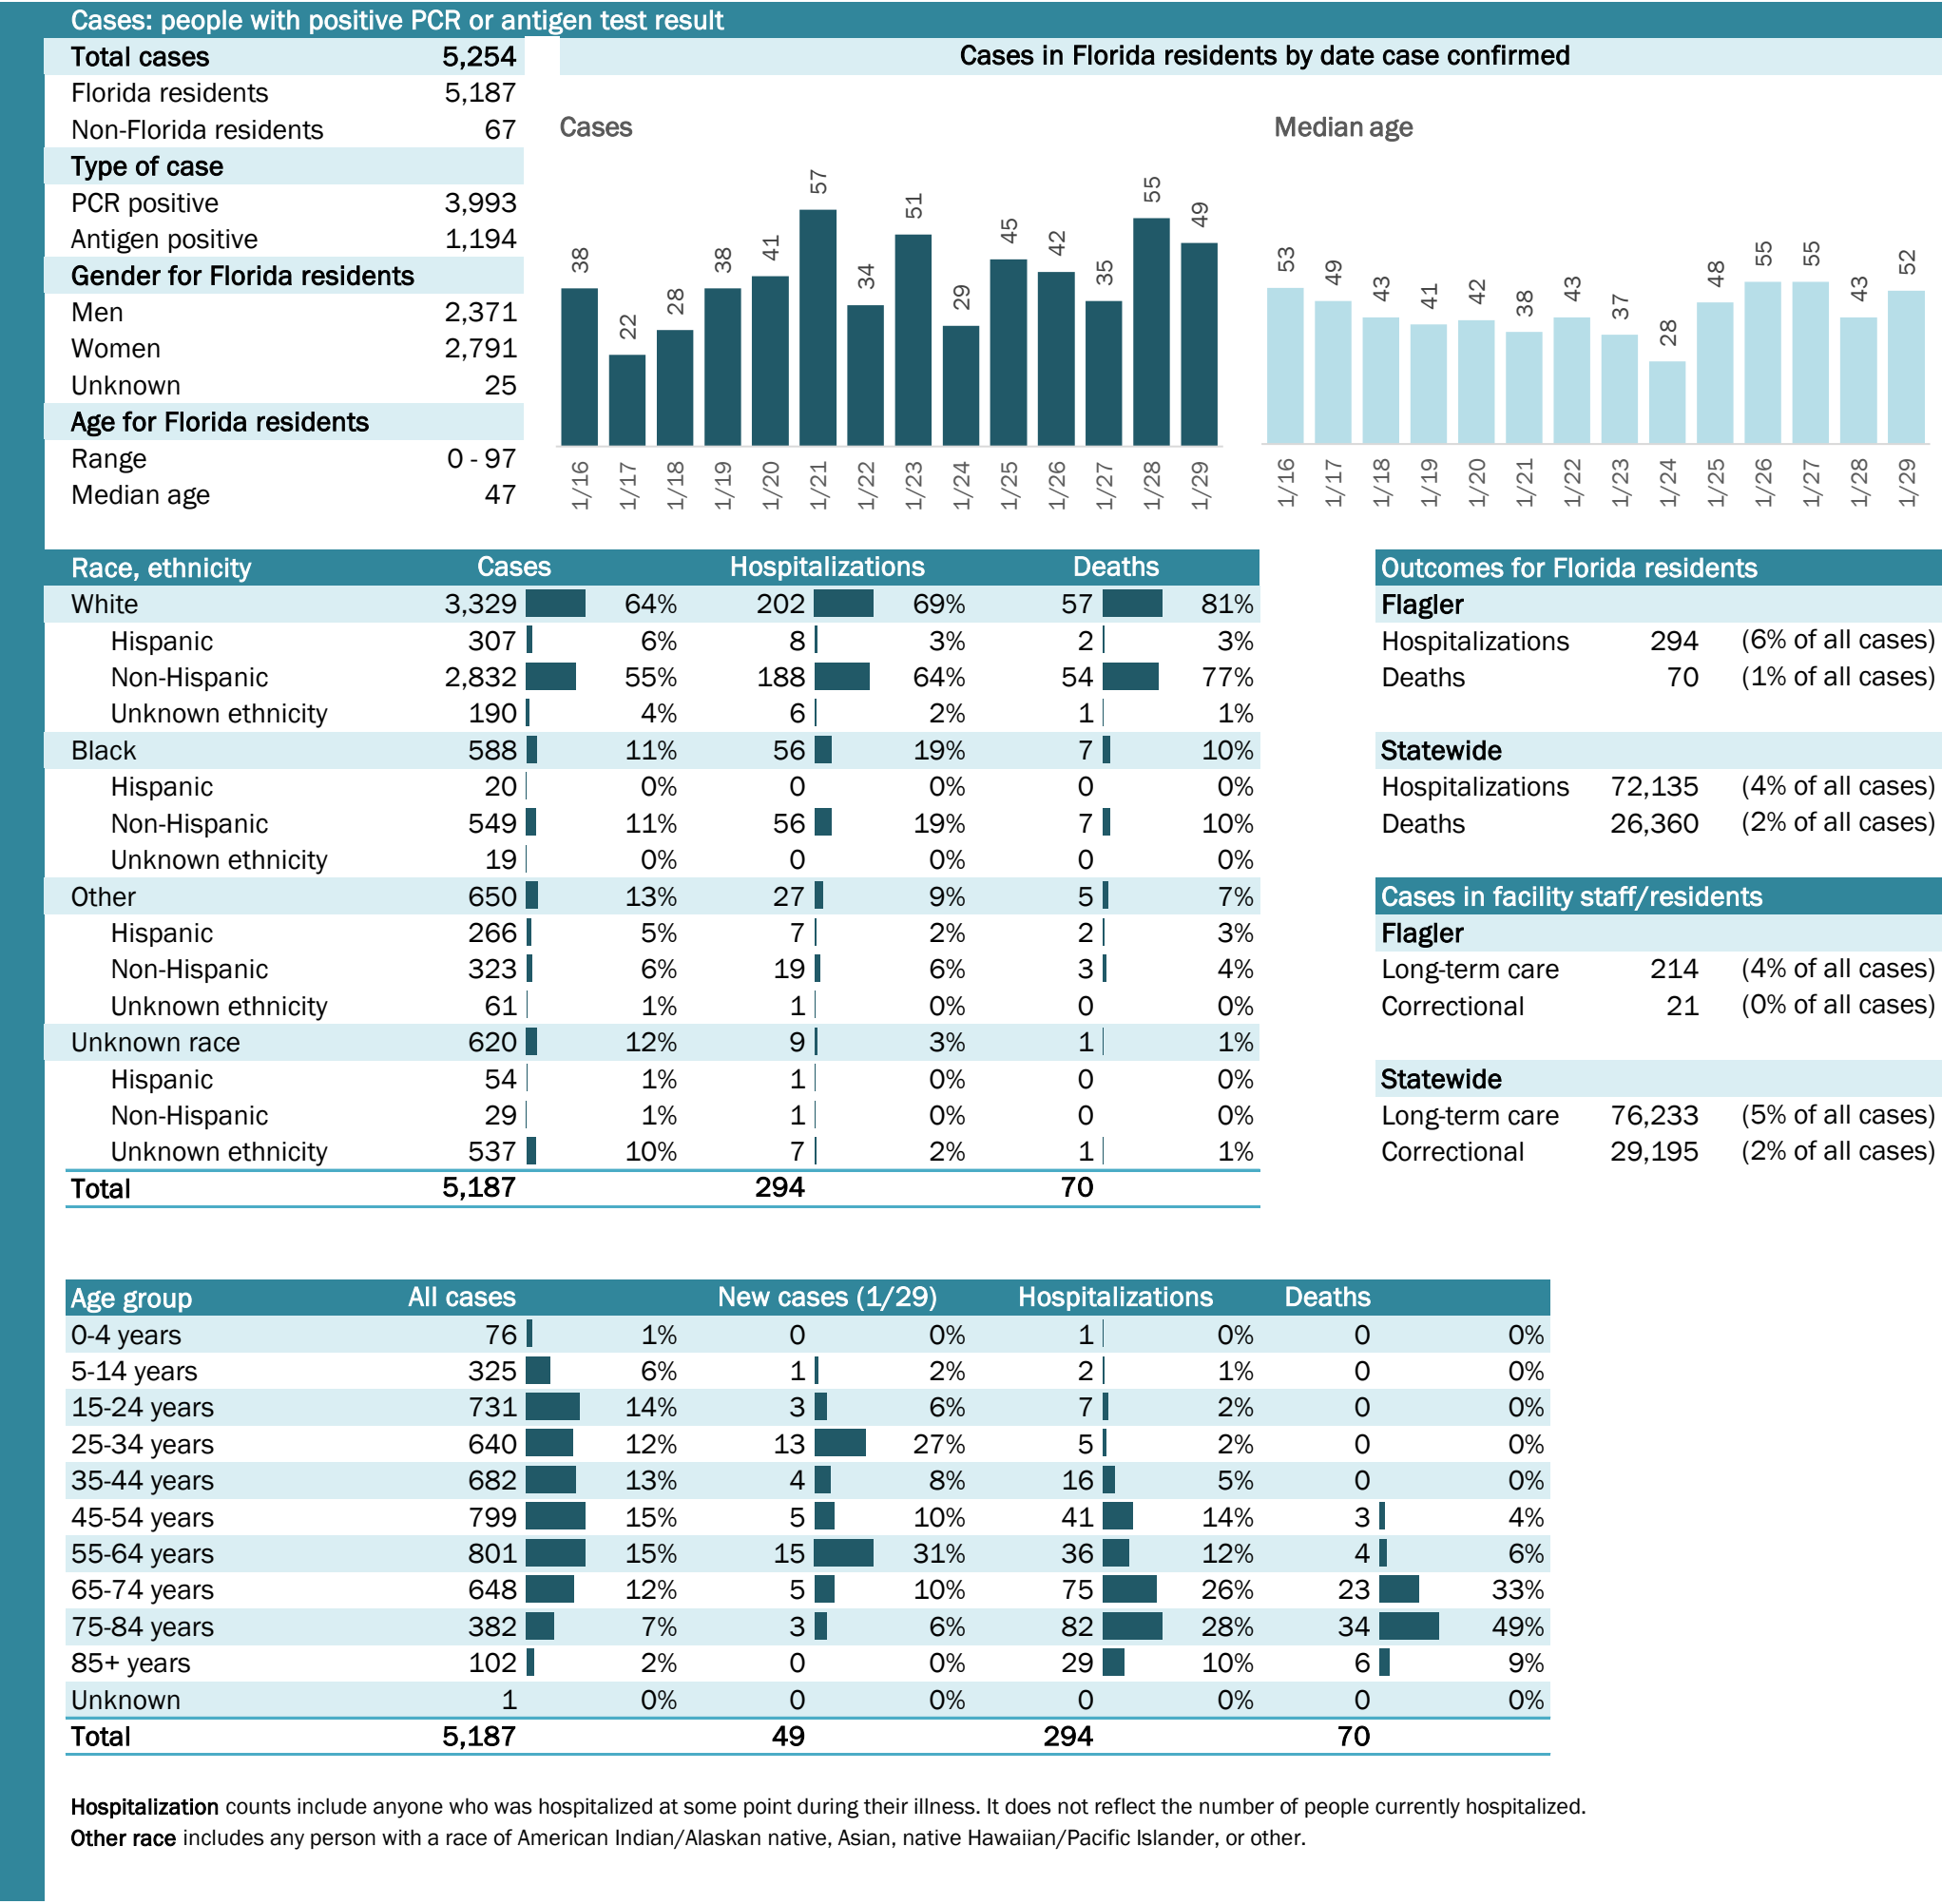 Cases: people with positive PCR or antigen test result
Total cases 5,254
Florida residents 5,187
Non-Florida residents 67
Type of case
PCR positive 3,993
Antigen positive 1,194
Gender for Florida residents
Men 2,371
Women 2,791
Unknown 25
Age for Florida residents
Range 0 - 97
Median age 47
Cases in Florida residents by date case confirmed
Cases
38 22 28 38 41 57 34 51 29 45 42 35 55 49
1/16 1/17 1/18 1/19 1/20 1/21 1/22 1/23 1/24 1/25 1/26 1/27 1/28 1/29
Median age
53 49 43 41 42 38 43 37 28 48 55 55 43 52
1/16 1/17 1/18 1/19 1/20 1/21 1/22 1/23 1/24 1/25 1/26 1/27 1/28 1/29
Race, ethnicity Cases Hospitalizations Deaths
White 3,329 64% 202 69% 57 81%
Hispanic 307 6% 8 3% 2 3%
Non-Hispanic 2,832 55% 188 64% 54 77%
Unknown ethnicity 190 4% 6 2% 1 1%
Black 588 11% 56 19% 7 10%
Hispanic 20 0% 0 0% 0 0%
Non-Hispanic 549 11% 56 19% 7 10%
Unknown ethnicity 19 0% 0 0% 0 0%
Other 650 13% 27 9% 5 7%
Hispanic 266 5% 7 2% 2 3%
Non-Hispanic 323 6% 19 6% 3 4%
Unknown ethnicity 61 1% 1 0% 0 0%
Unknown race 620 12% 9 3% 1 1%
Hispanic 54 1% 1 0% 0 0%
Non-Hispanic 29 1% 1 0% 0 0%
Unknown ethnicity 537 10% 7 2% 1 1%
Total 5,187 294 70
Outcomes for Florida residents
Flagler
Hospitalizations 294 (6% of all cases)
Deaths 70 (1% of all cases)
Statewide
Hospitalizations 72,135 (4% of all cases)
Deaths 26,360 (2% of all cases)
Cases in facility staff/residents
Flagler
Long-term care 214 (4% of all cases)
Correctional 21 (0% of all cases)
Statewide
Long-term care 76,233 (5% of all cases)
Correctional 29,195 (2% of all cases)
Age group All cases New cases (1/29) Hospitalizations Deaths
0-4 years 76 1% 0 0% 1 0% 0 0%
5-14 years 325 6% 1 2% 2 1% 0 0%
15-24 years 731 14% 3 6% 7 2% 0 0%
25-34 years 640 12% 13 27% 5 2% 0 0%
35-44 years 682 13% 4 8% 16 5% 0 0%
45-54 years 799 15% 5 10% 41 14% 3 4%
55-64 years 801 15% 15 31% 36 12% 4 6%
65-74 years 648 12% 5 10% 75 26% 23 33%
75-84 years 382 7% 3 6% 82 28% 34 49%
85+ years 102 2% 0 0% 29 10% 6 9%
Unknown 1 0% 0 0% 0 0% 0 0%
Total 5,187 49 294 70
Hospitalization counts include anyone who was hospitalized at some point during their illness. It does not reflect the number of people currently hospitalized.
Other race includes any person with a race of American Indian/Alaskan native, Asian, native Hawaiian/Pacific Islander, or other.